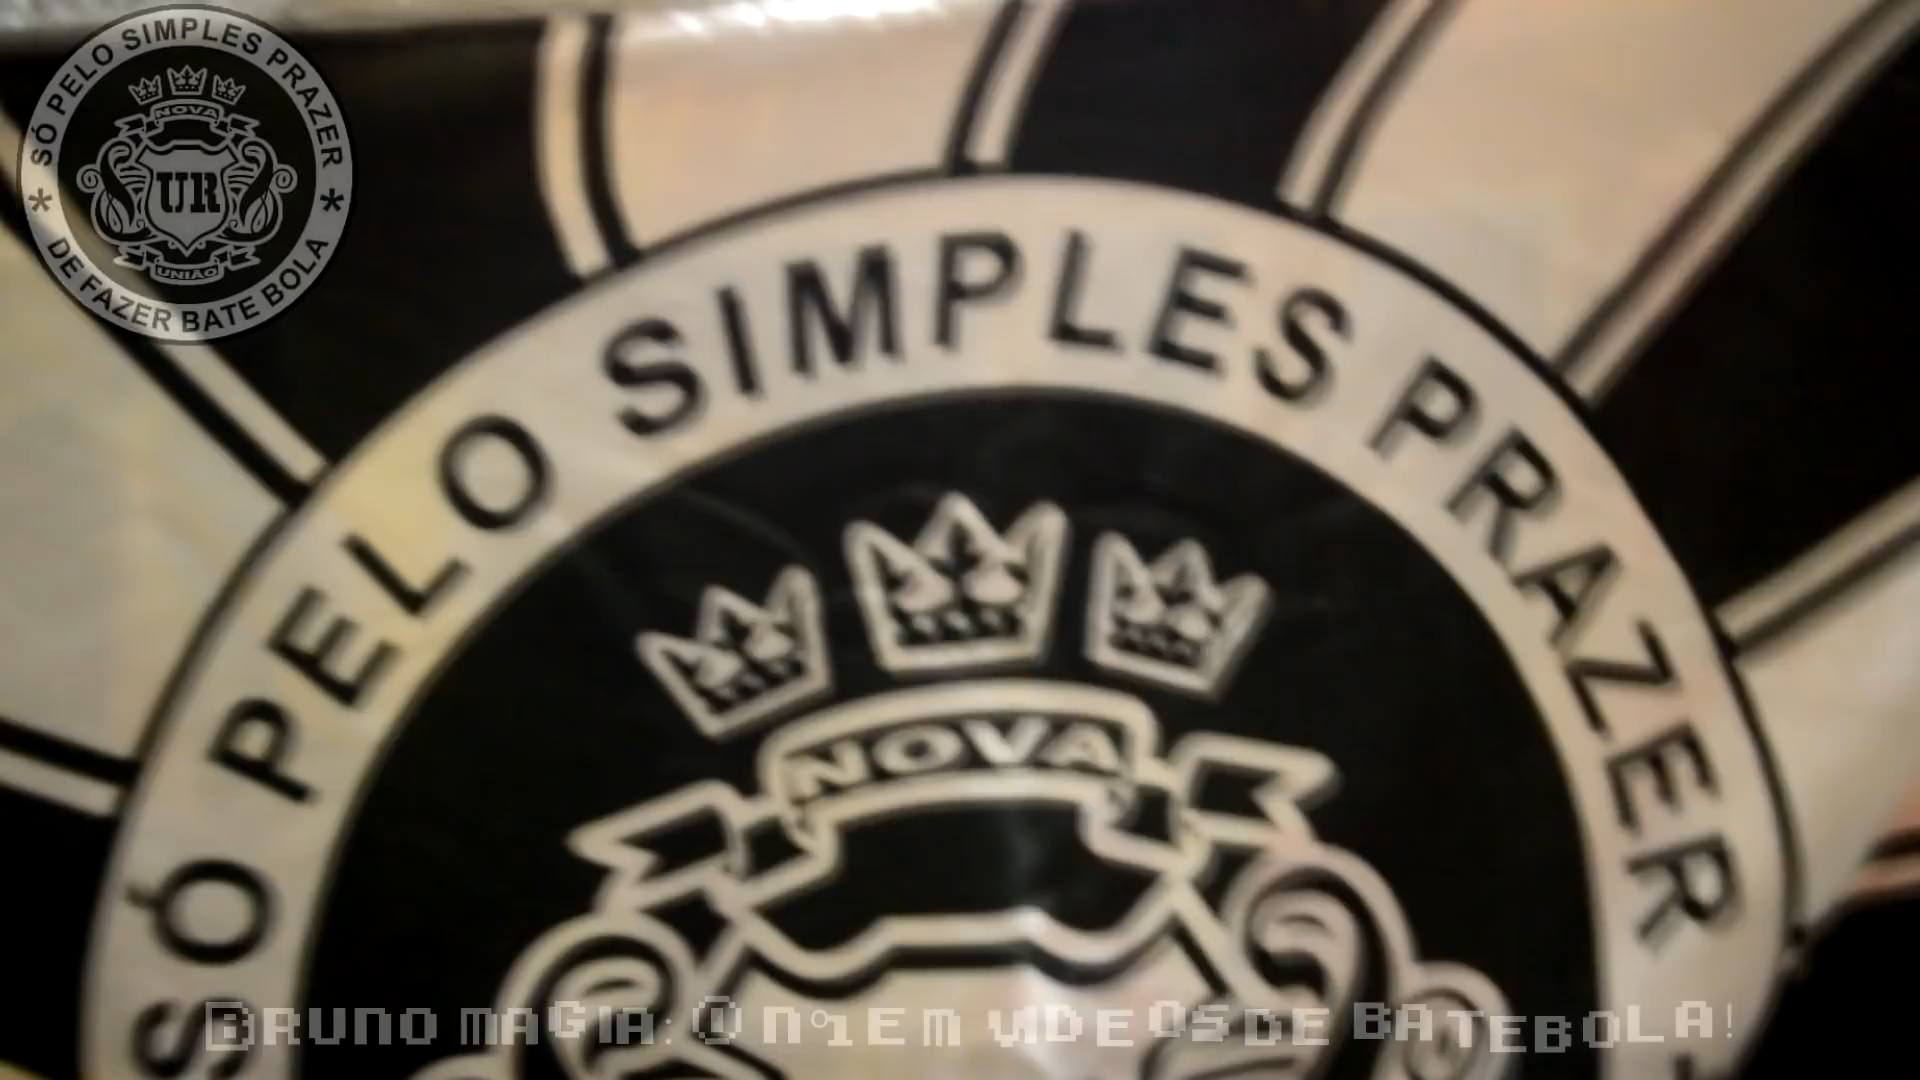 SÓ PELO SIMPLES PRAZER
NOVA
UR
UNIÃO
* DE FAZER BATE BOLA *
SÓ PELO SIMPLES PRAZER
NOVA
BRUNO MAGIA: O Nº1 EM VIDEOS DE BATEBOLA!